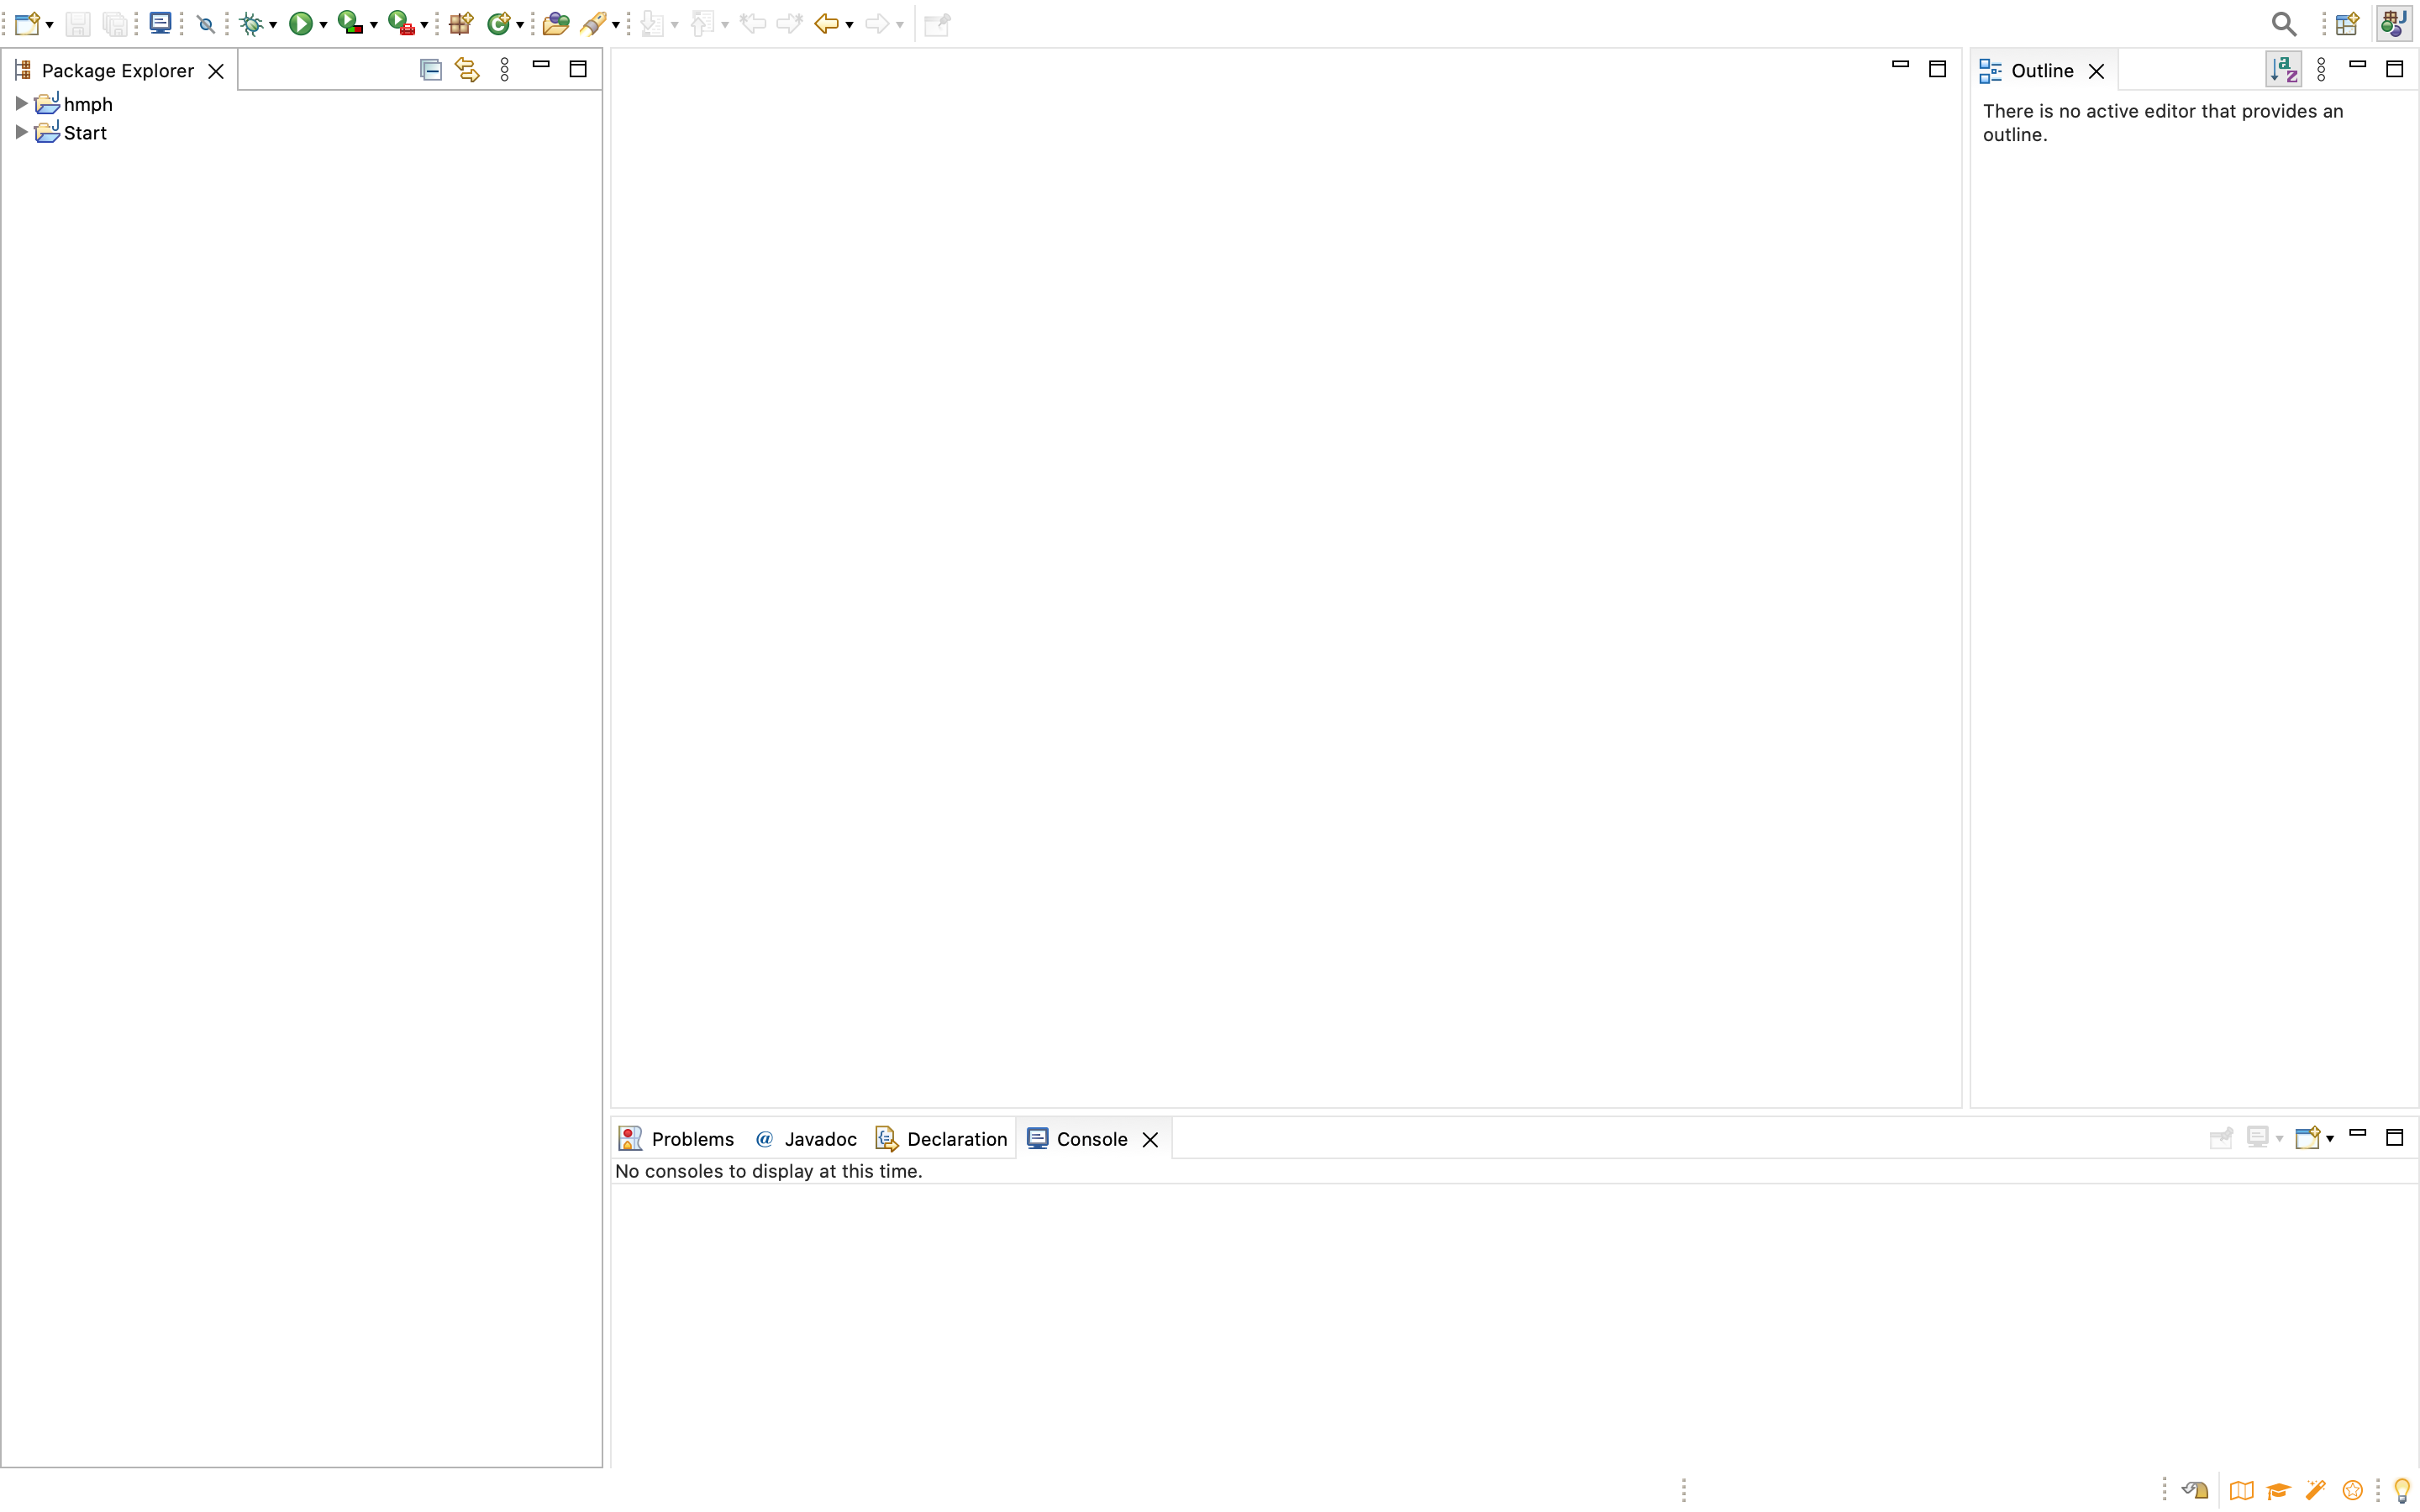 Package Explorer
hmph
Start
Outline
There is no active editor that provides an
outline.
Problems
Javadoc
Declaration
Console
No consoles to display at this time.